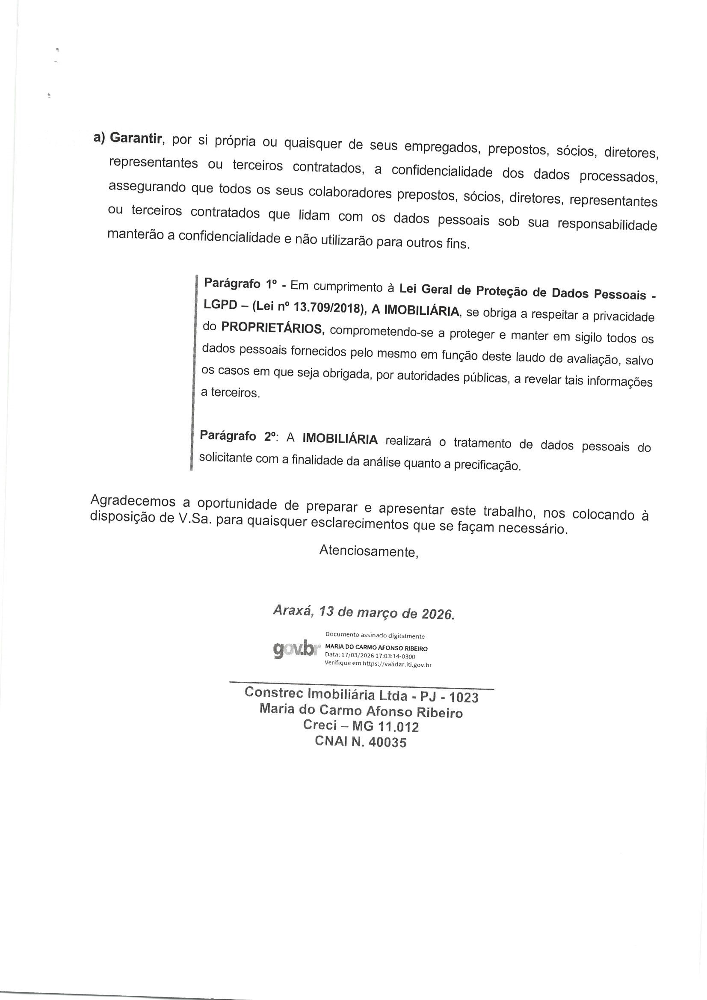 a) Garantir, por si própria ou quaisquer de seus empregados, prepostos, sócios, diretores,
representantes ou terceiros contratados, a confidencialidade dos dados processados,
assegurando que todos os seus colaboradores prepostos, sócios, diretores, representantes
ou terceiros contratados que lidam com os dados pessoais sob sua responsabilidade
manterão a confidencialidade e não utilizarão para outros fins.
Parágrafo 1º - Em cumprimento à Lei Geral de Proteção de Dados Pessoais -
LGPD – (Lei nº 13.709/2018), A IMOBILIÁRIA, se obriga a respeitar a privacidade
do PROPRIETÁRIOS, comprometendo-se a proteger e manter em sigilo todos os
dados pessoais fornecidos pelo mesmo em função deste laudo de avaliação, salvo
os casos em que seja obrigada, por autoridades públicas, a revelar tais informações
a terceiros.
Parágrafo 2º: A IMOBILIÁRIA realizará o tratamento de dados pessoais do
solicitante com a finalidade da análise quanto a precificação.
Agradecemos a oportunidade de preparar e apresentar este trabalho, nos colocando à
disposição de V.Sa. para quaisquer esclarecimentos que se façam necessário.
Atenciosamente,
Araxá, 13 de março de 2026.
gov.br
Documento assinado digitalmente
MARIA DO CARMO AFONSO RIBEIRO
Data: 17/03/2026 17:03:14-0300
Verifique em https://validar.iti.gov.br
Constrec Imobiliária Ltda - PJ - 1023
Maria do Carmo Afonso Ribeiro
Creci – MG 11.012
CNAI N. 40035